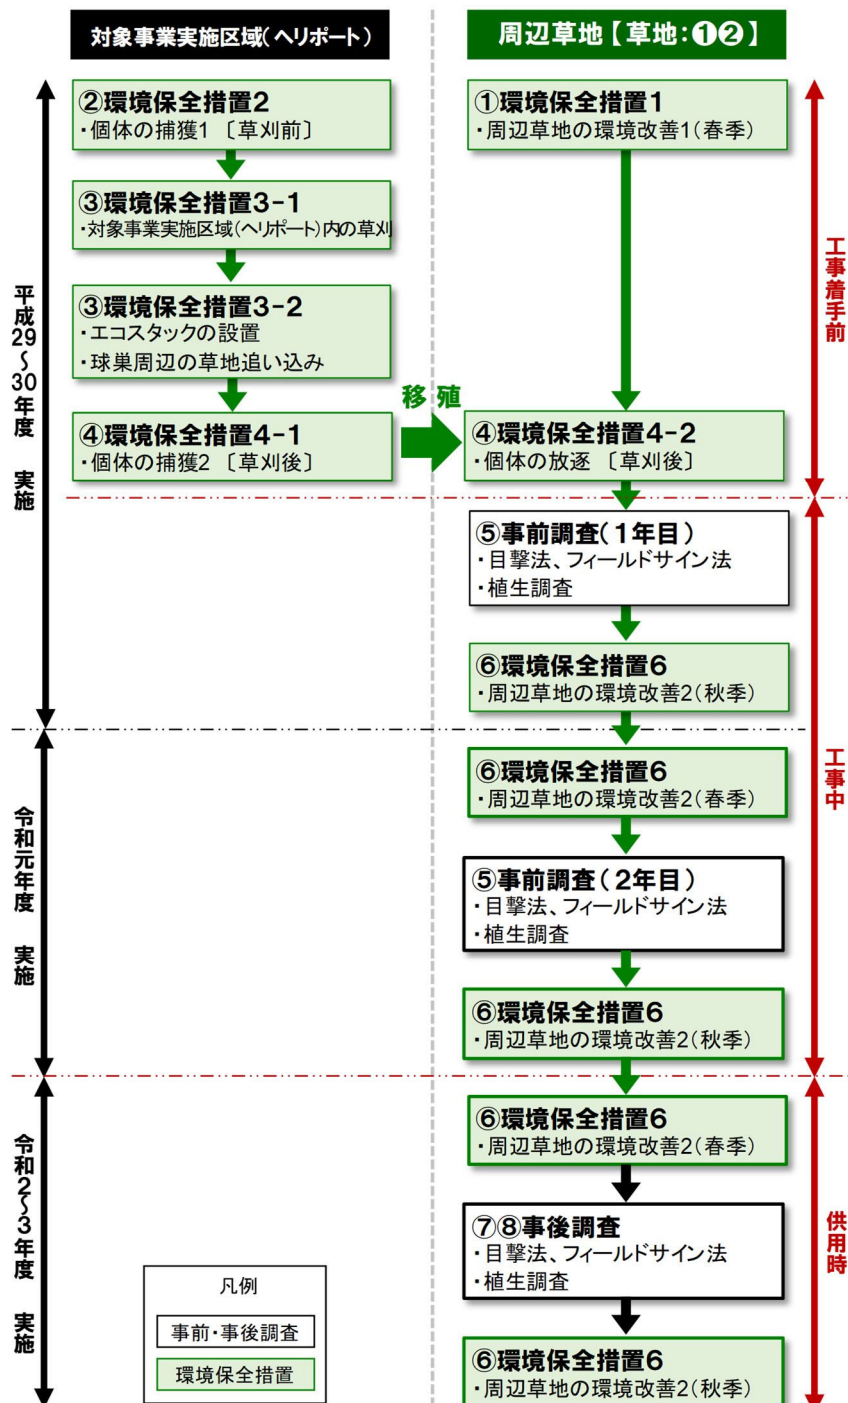 対象事業実施区域(ヘリポート)
周辺草地【草地:❶❷】
②環境保全措置2
・個体の捕獲1 〔草刈前〕
①環境保全措置1
・周辺草地の環境改善1(春季)
③環境保全措置3-1
・対象事業実施区域(ヘリポート)内の草刈
③環境保全措置3-2
・エコスタックの設置
・球巣周辺の草地追い込み
④環境保全措置4-1
・個体の捕獲2 〔草刈後〕
移殖
④環境保全措置4-2
・個体の放逐 〔草刈後〕
⑤事前調査(1年目)
・目撃法、フィールドサイン法
・植生調査
⑥環境保全措置6
・周辺草地の環境改善2(秋季)
⑥環境保全措置6
・周辺草地の環境改善2(春季)
⑤事前調査(2年目)
・目撃法、フィールドサイン法
・植生調査
⑥環境保全措置6
・周辺草地の環境改善2(秋季)
⑥環境保全措置6
・周辺草地の環境改善2(春季)
⑦⑧事後調査
・目撃法、フィールドサイン法
・植生調査
⑥環境保全措置6
・周辺草地の環境改善2(秋季)
平成29〜30年度 実施
令和元年度 実施
令和2〜3年度 実施
工事着手前
工事中
供用時
凡例
事前・事後調査
環境保全措置